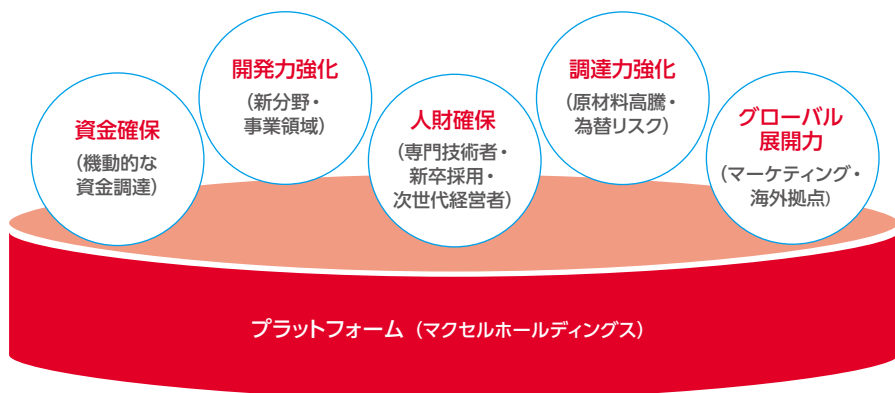 資金確保
(機動的な
資金調達)
開発力強化
(新分野・
事業領域)
人財確保
(専門技術者・
新卒採用・
次世代経営者)
調達力強化
(原材料高騰・
為替リスク)
グローバル
展開力
(マーケティング・
海外拠点)
プラットフォーム(マクセルホールディングス)